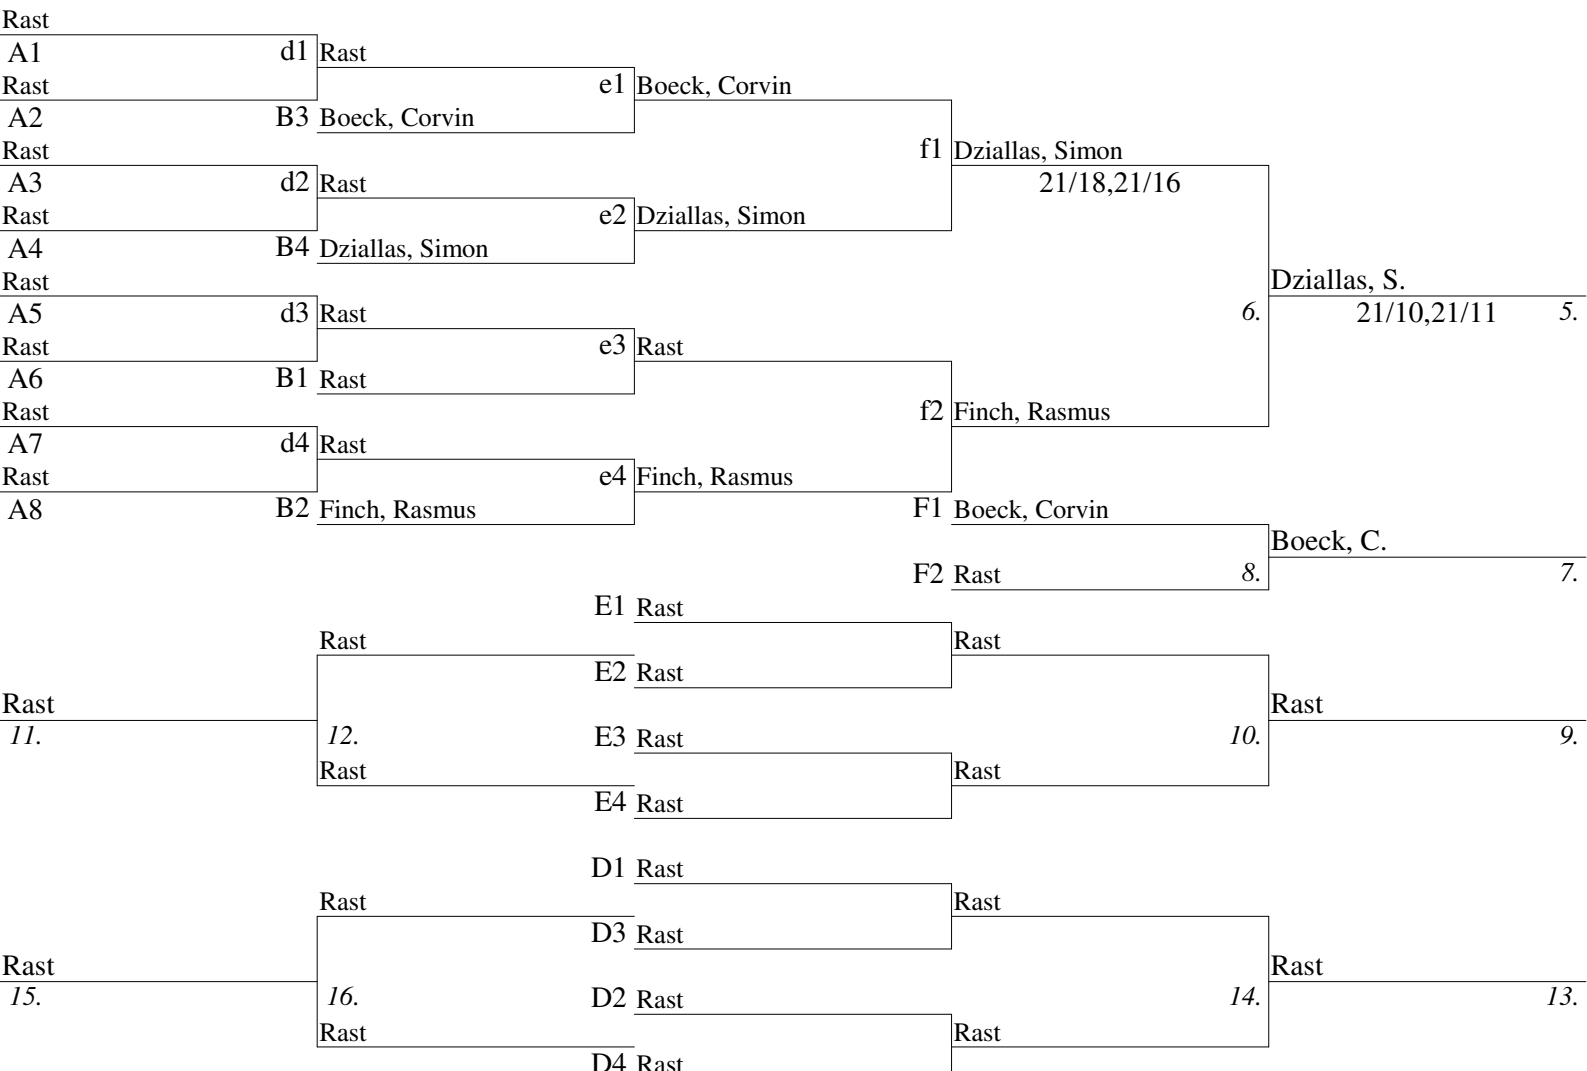 Rast
A1 d1 Rast
Rast e1 Boeck, Corvin
A2 B3 Boeck, Corvin
Rast f1 Dziallas, Simon
A3 d2 Rast 21/18,21/16
Rast e2 Dziallas, Simon
A4 B4 Dziallas, Simon
Rast Dziallas, S.
A5 d3 Rast 6. 21/10,21/11 5.
Rast e3 Rast
A6 B1 Rast
Rast f2 Finch, Rasmus
A7 d4 Rast
Rast e4 Finch, Rasmus
A8 B2 Finch, Rasmus F1 Boeck, Corvin
Boeck, C.
F2 Rast 8. 7.
E1 Rast
Rast Rast
E2 Rast
Rast Rast
11. 12. E3 Rast 10. 9.
Rast Rast
E4 Rast
D1 Rast
Rast Rast
D3 Rast
Rast Rast
15. 16. D2 Rast 14. 13.
Rast Rast
D4 Rast